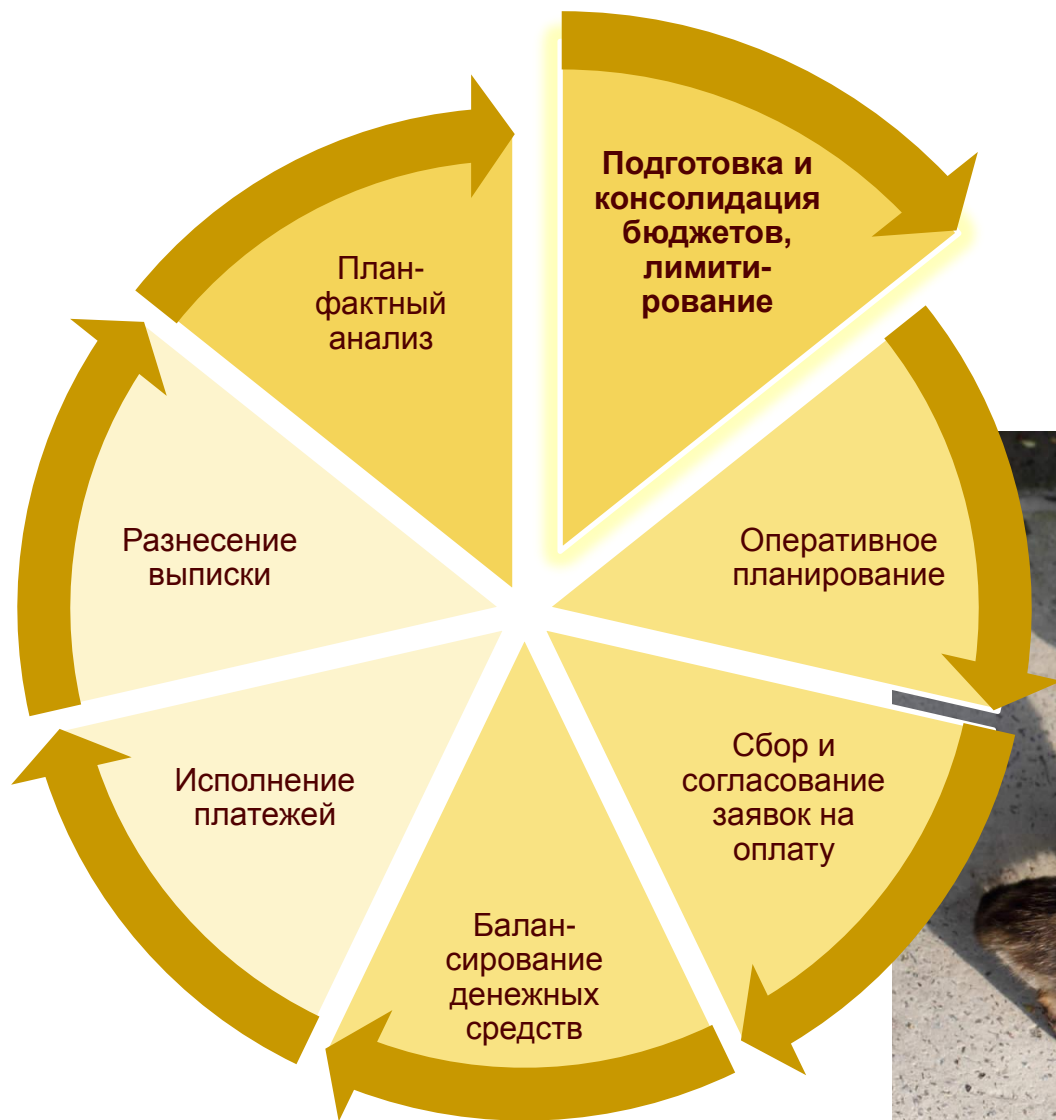 Подготовка и
консолидация
бюджетов,
лимити-
рование
Оперативное
планирование
Сбор и
согласование
заявок на
оплату
Балан-
сирование
денежных
средств
Исполнение
платежей
Разнесение
выписки
План-
фактный
анализ